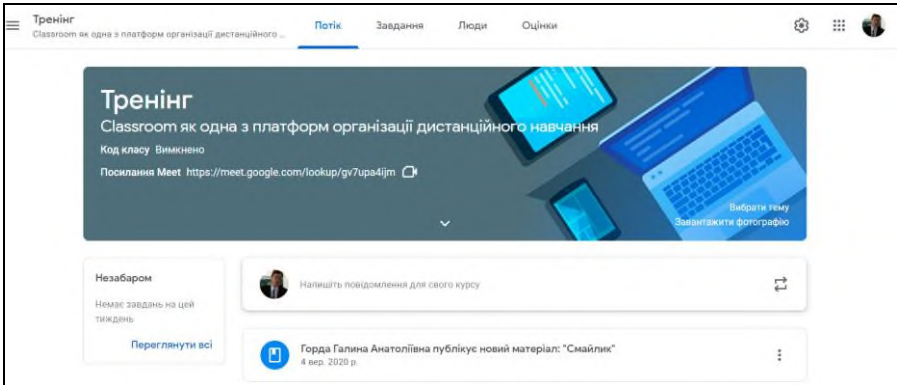 Тренінг
Classroom як одна з платформ організації дистанційного ...
Потік
Завдання
Люди
Оцінки
Тренінг
Classroom як одна з платформ організації дистанційного навчання
Код класу Вимкнено
Посилання Meet https://meet.google.com/lookup/gv7upa4ijm
Вибрати тему
Завантажити фотографію
Незабаром
Немає завдань на цей
тиждень
Переглянути всі
Напишіть повідомлення для свого курсу
Горда Галина Анатоліївна публікує новий матеріал: "Смайлик"
4 вер. 2020 р.